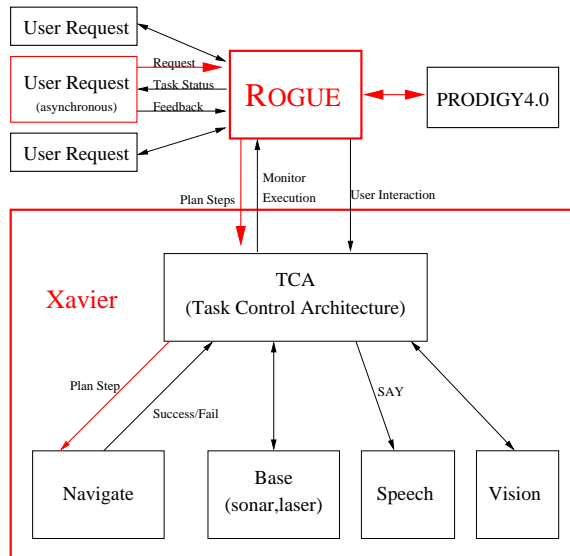 User Request
User Request
(asynchronous)
User Request
Request
Task Status
Feedback
ROGUE
PRODIGY4.0
Plan Steps
Monitor
Execution
User Interaction
Xavier
TCA
(Task Control Architecture)
Plan Step
Success/Fail
SAY
Navigate
Base
(sonar,laser)
Speech
Vision